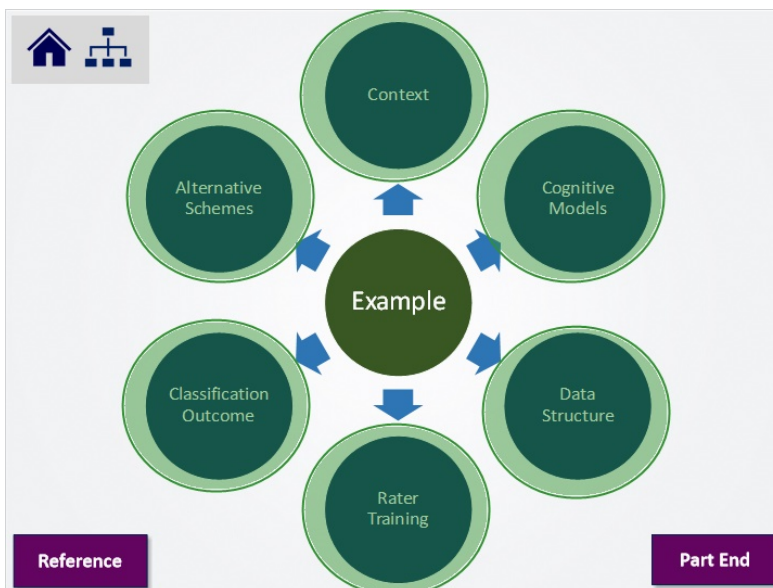 Context
Alternative
Schemes
Cognitive
Models
Example
Classification
Outcome
Data
Structure
Rater
Training
Reference
Part End